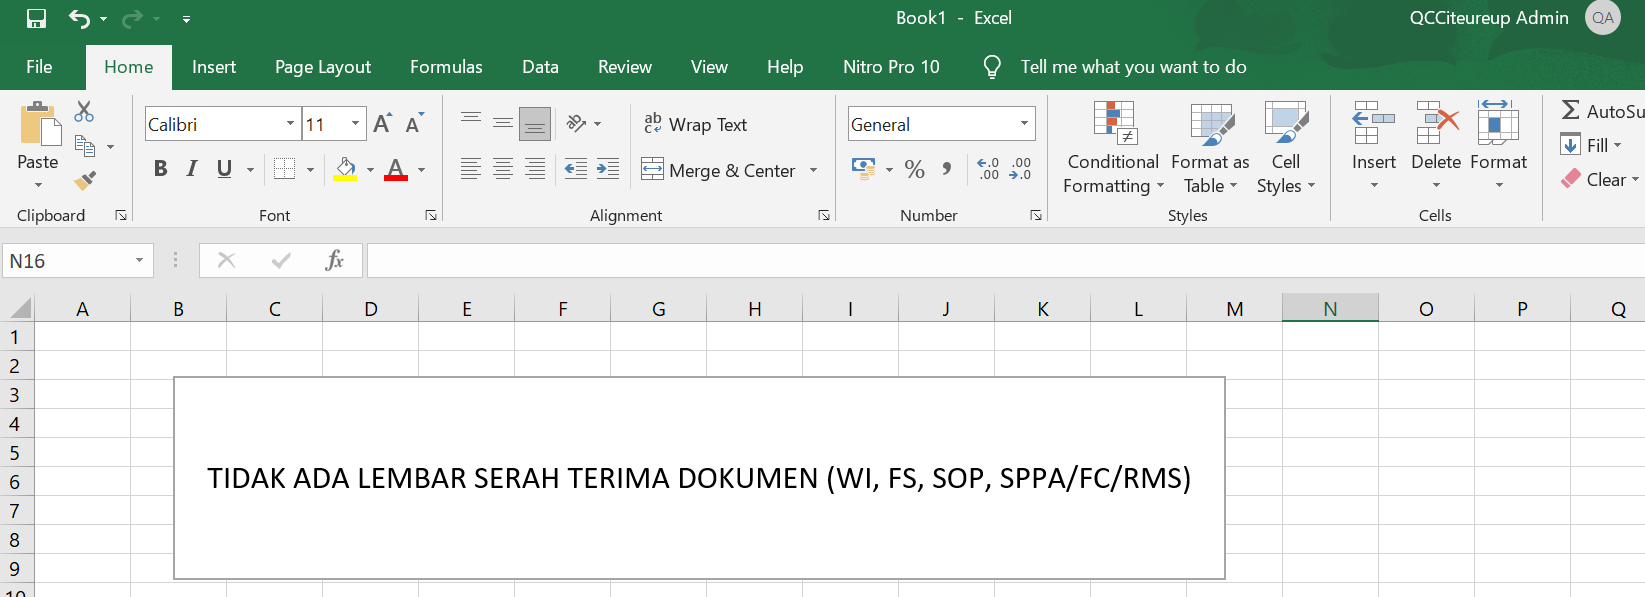 Book1 - Excel
QCCiteureup Admin
QA
File Home Insert Page Layout Formulas Data Review View Help Nitro Pro 10 Tell me what you want to do
Paste
Clipboard
Calibri 11
A A
B I U A
Font
ab
c
Wrap Text
Merge & Center
Alignment
General
% 9 ←.0 .00
.00 →.0
Number
Conditional
Formatting
Format as
Table
Cell
Styles
Styles
Insert
Delete
Format
Cells
Σ AutoSu
Fill
Clear
N16
fx
A B C D E F G H I J K L M N O P Q
1
2
3
4
5
TIDAK ADA LEMBAR SERAH TERIMA DOKUMEN (WI, FS, SOP, SPPA/FC/RMS)
6
7
8
9
10